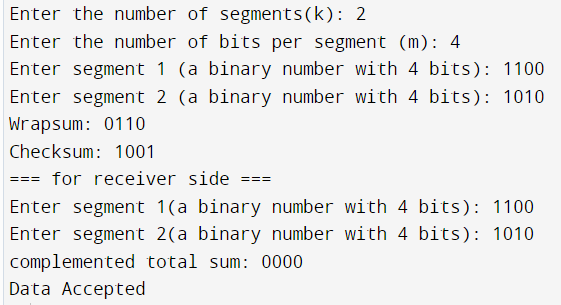 Enter the number of segments(k): 2
Enter the number of bits per segment (m): 4
Enter segment 1 (a binary number with 4 bits): 1100
Enter segment 2 (a binary number with 4 bits): 1010
Wrapsum: 0110
Checksum: 1001
=== for receiver side ===
Enter segment 1(a binary number with 4 bits): 1100
Enter segment 2(a binary number with 4 bits): 1010
complemented total sum: 0000
Data Accepted